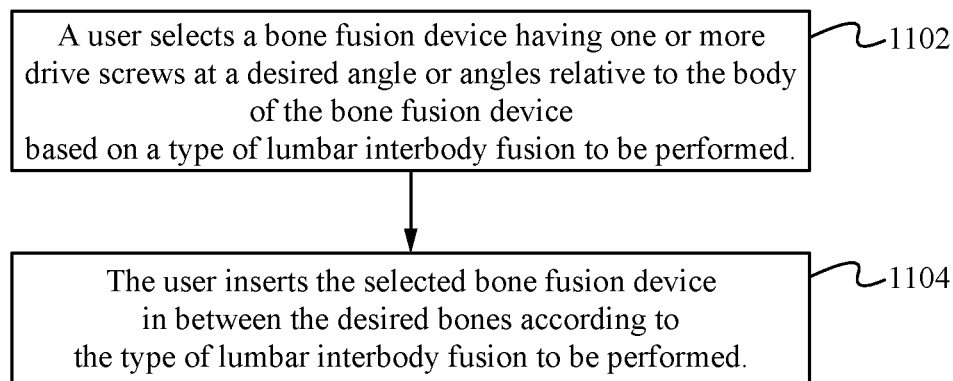 A user selects a bone fusion device having one or more
drive screws at a desired angle or angles relative to the body
of the bone fusion device
based on a type of lumbar interbody fusion to be performed.
1102
The user inserts the selected bone fusion device
in between the desired bones according to
the type of lumbar interbody fusion to be performed.
1104